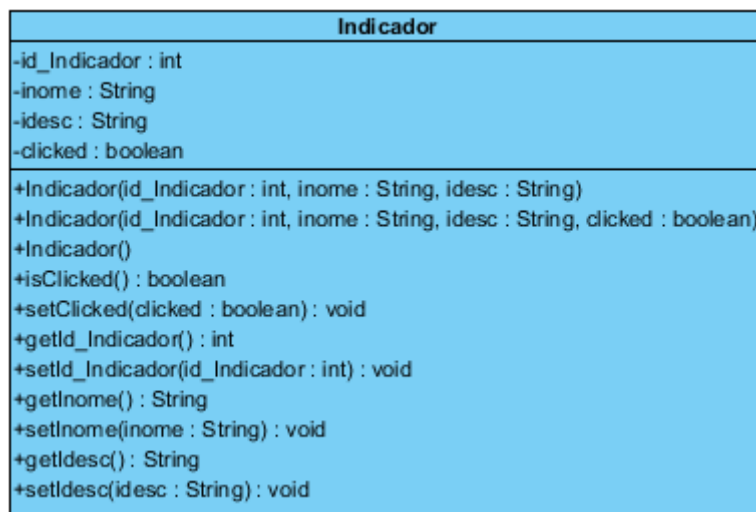 Indicador
-id_Indicador : int
-inome : String
-idesc : String
-clicked : boolean
+Indicador(id_Indicador : int, inome : String, idesc : String)
+Indicador(id_Indicador : int, inome : String, idesc : String, clicked : boolean)
+Indicador()
+isClicked() : boolean
+setClicked(clicked : boolean) : void
+getId_Indicador() : int
+setId_Indicador(id_Indicador : int) : void
+getInome() : String
+setInome(inome : String) : void
+getIdesc() : String
+setIdesc(idesc : String) : void